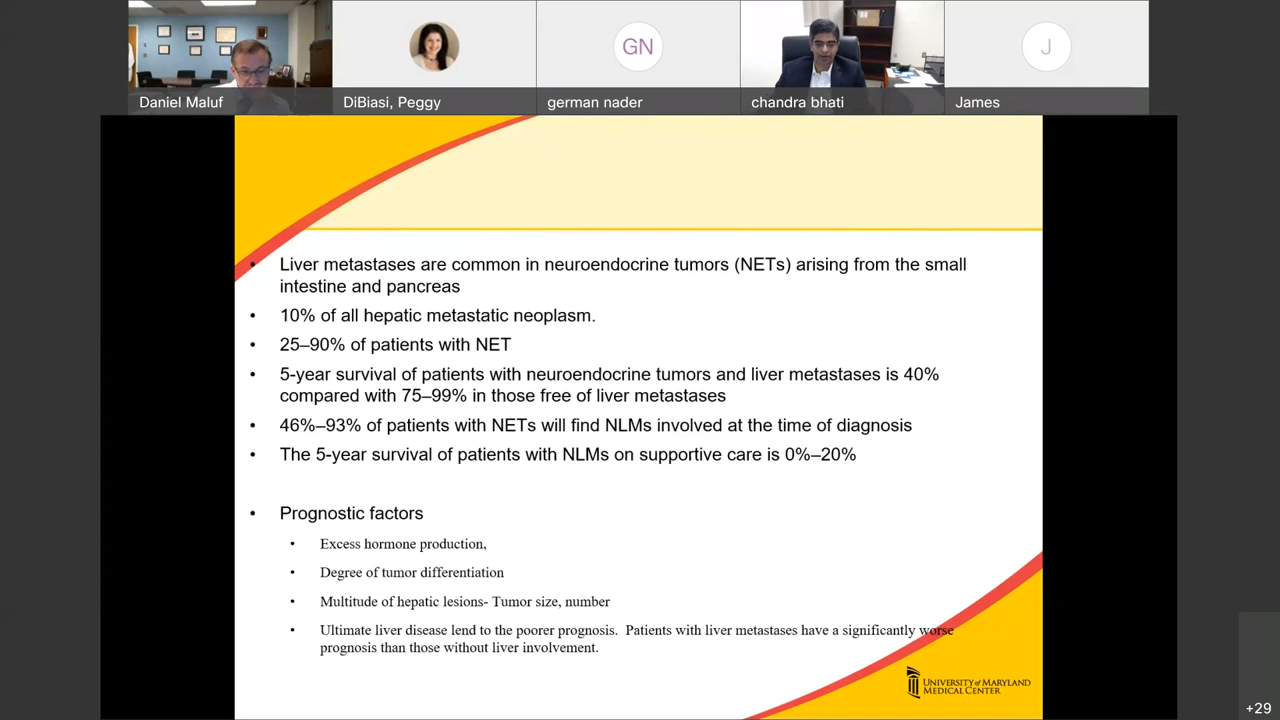 GN
J
Daniel Maluf
DiBiasi, Peggy
german nader
chandra bhati
James
• Liver metastases are common in neuroendocrine tumors (NETs) arising from the small
intestine and pancreas
• 10% of all hepatic metastatic neoplasm.
• 25–90% of patients with NET
• 5-year survival of patients with neuroendocrine tumors and liver metastases is 40%
compared with 75–99% in those free of liver metastases
• 46%–93% of patients with NETs will find NLMs involved at the time of diagnosis
• The 5-year survival of patients with NLMs on supportive care is 0%–20%
• Prognostic factors
• Excess hormone production,
• Degree of tumor differentiation
• Multitude of hepatic lesions- Tumor size, number
• Ultimate liver disease lend to the poorer prognosis.  Patients with liver metastases have a significantly worse
prognosis than those without liver involvement.
UNIVERSITY of MARYLAND
MEDICAL CENTER
+29